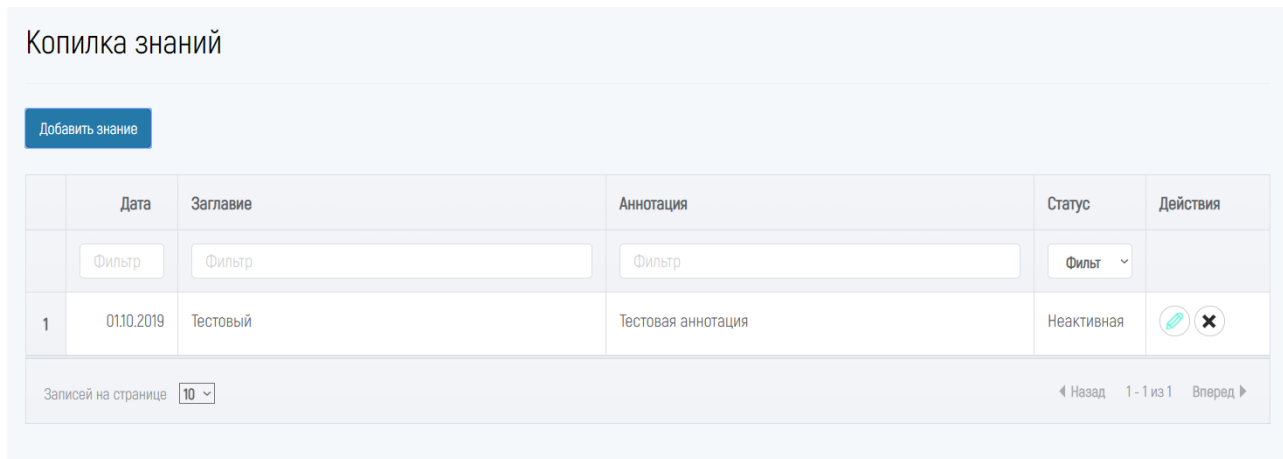 Копилка знаний
Добавить знание
Дата Заглавие Аннотация Статус Действия
Фильтр Фильтр Фильтр Фильт
1 01.10.2019 Тестовый Тестовая аннотация Неактивная
Записей на странице 10 Назад 1 - 1 из 1 Вперед